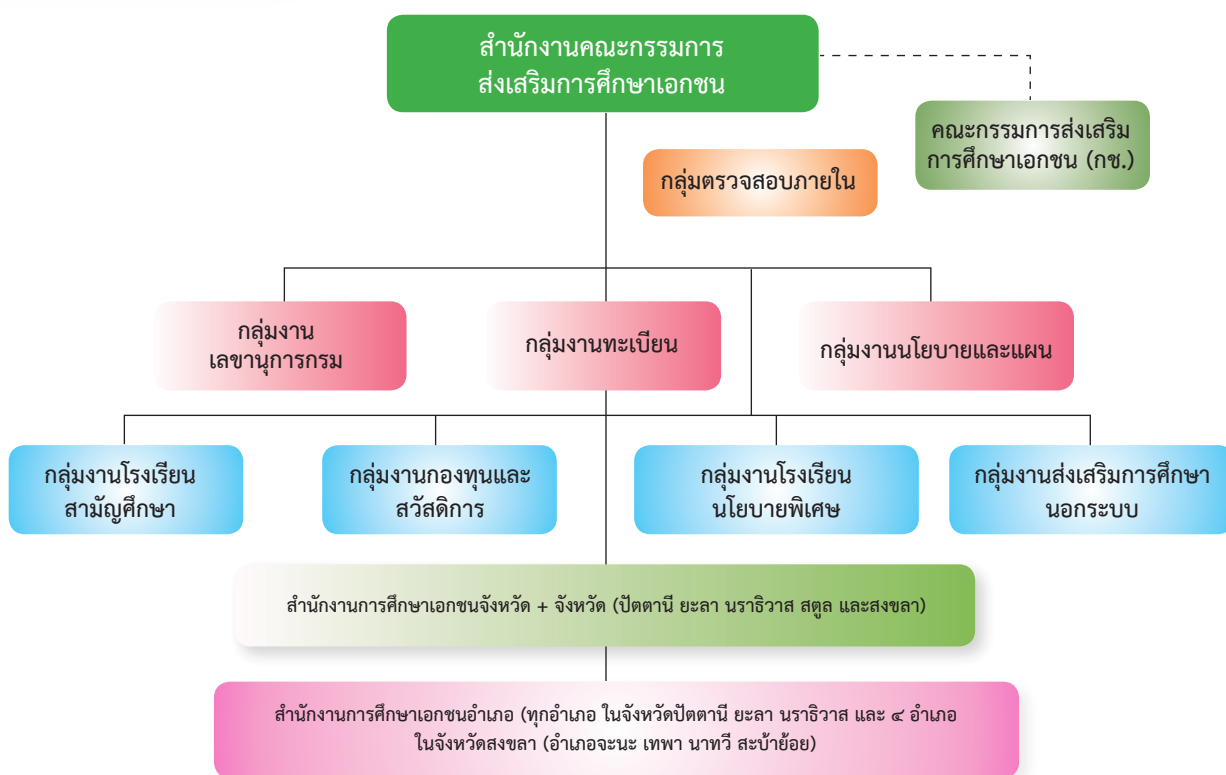 สำนักงานคณะกรรมการ
ส่งเสริมการศึกษาเอกชน
คณะกรรมการส่งเสริม
การศึกษาเอกชน (กช.)
กลุ่มตรวจสอบภายใน
กลุ่มงาน
เลขานุการกรม
กลุ่มงานทะเบียน
กลุ่มงานนโยบายและแผน
กลุ่มงานโรงเรียน
สามัญศึกษา
กลุ่มงานกองทุนและ
สวัสดิการ
กลุ่มงานโรงเรียน
นโยบายพิเศษ
กลุ่มงานส่งเสริมการศึกษา
นอกระบบ
สำนักงานการศึกษาเอกชนจังหวัด + จังหวัด (ปัตตานี ยะลา นราธิวาส สตูล และสงขลา)
สำนักงานการศึกษาเอกชนอำเภอ (ทุกอำเภอ ในจังหวัดปัตตานี ยะลา นราธิวาส และ ๔ อำเภอ
ในจังหวัดสงขลา (อำเภอจะนะ เทพา นาทวี สะบ้าย้อย)